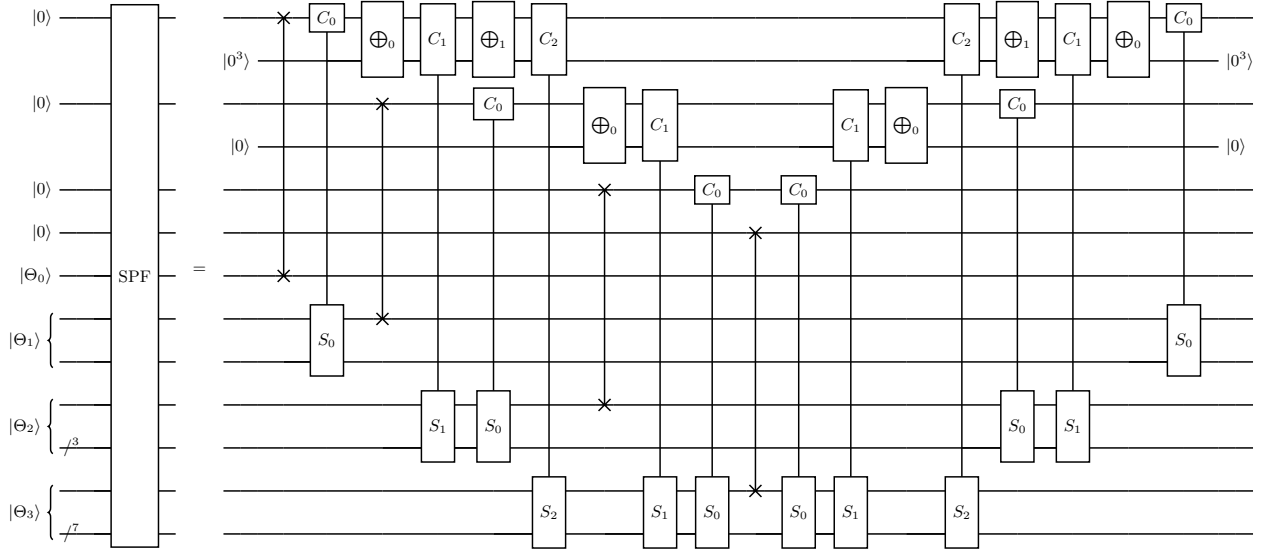 |0⟩ C₀ ⊕₀ C₁ ⊕₁ C₂ C₂ ⊕₁ C₁ ⊕₀ C₀
|0³⟩ |0³⟩
|0⟩ C₀ ⊕₀ C₁ C₁ ⊕₀ C₀
|0⟩ |0⟩
|0⟩ C₀ C₀
|0⟩
|Θ₀⟩ SPF =
|Θ₁⟩ S₀ S₀
|Θ₂⟩ S₁ S₀ S₀ S₁
3
|Θ₃⟩ S₂ S₁ S₀ S₀ S₁ S₂
7